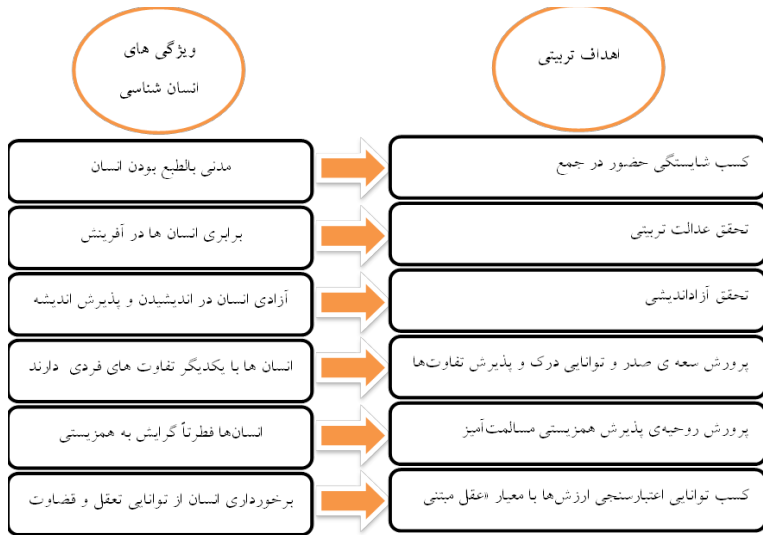 ویژگی های
انسان شناسی
اهداف تربیتی
مدنی بالطبع بودن انسان
کسب شایستگی حضور در جمع
برابری انسان ها در آفرینش
تحقق عدالت تربیتی
آزادی انسان در اندیشیدن و پذیرش اندیشه
تحقق آزاداندیشی
انسان ها با یکدیگر تفاوت های فردی دارند
پرورش سعه ی صدر و توانایی درک و پذیرش تفاوت‌ها
انسان‌ها فطرتاً گرایش به همزیستی
پرورش روحیه‌ی پذیرش همزیستی مسالمت‌آمیز
برخورداری انسان از توانایی تعقل و قضاوت
کسب توانایی اعتبارسنجی ارزش‌ها با معیار «عقل مبتنی